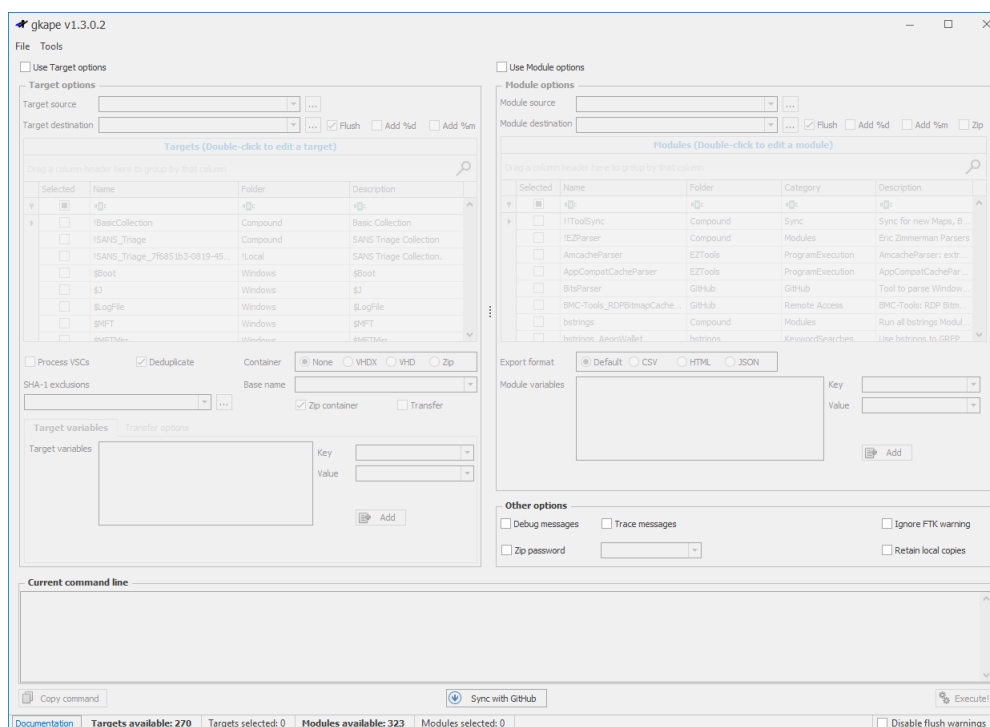 gkape v1.3.0.2
File Tools
Use Target options
Target options
Target source
...
Target destination
...
Flush
Add %d
Add %m
Targets (Double-click to edit a target)
Drag a column header here to group by that column
Selected Name Folder Description
!BasicCollection Compound Basic Collection
!SANS_Triage Compound SANS Triage Collection
!SANS_Triage_7f6851b3-0819-45... !Local SANS Triage Collection.
$Boot Windows $Boot
$J Windows $J
$LogFile Windows $LogFile
$MFT Windows $MFT
$MFTMirr Windows $MFTMirr
Process VSCs
Deduplicate
Container None VHDX VHD Zip
SHA-1 exclusions
Base name
...
Zip container
Transfer
Target variables Transfer options
Target variables
Key
Value
Add
Use Module options
Module options
Module source
...
Module destination
...
Flush
Add %d
Add %m
Zip
Modules (Double-click to edit a module)
Drag a column header here to group by that column
Selected Name Folder Category Description
!!ToolSync Compound Sync Sync for new Maps, B...
!EZParser Compound Modules Eric Zimmerman Parsers
AmcacheParser EZTools ProgramExecution AmcacheParser: extr...
AppCompatCacheParser EZTools ProgramExecution AppCompatCachePar...
BitsParser GitHub GitHub Tool to parse Window...
BMC-Tools_RDPBitmapCache... GitHub Remote Access BMC-Tools: RDP Bitm...
bstrings Compound Modules Run all bstrings Modul...
bstrings_AeonWallet bstrings KeywordSearches Use bstrings to GREP...
Export format Default CSV HTML JSON
Module variables
Key
Value
Add
Other options
Debug messages
Trace messages
Ignore FTK warning
Zip password
Retain local copies
Current command line
Copy command
Sync with GitHub
Execute!
Documentation Targets available: 270 Targets selected: 0 Modules available: 323 Modules selected: 0 Disable flush warnings